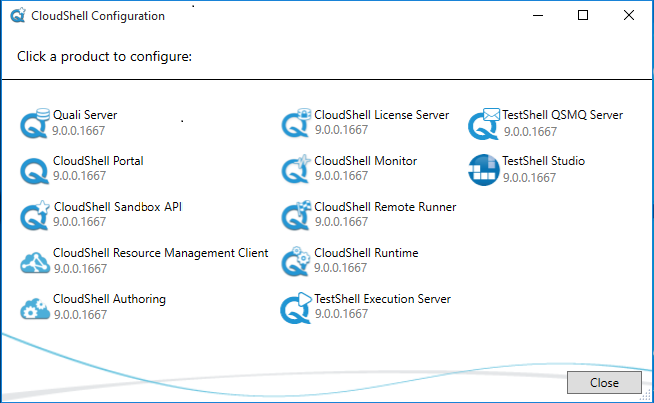 CloudShell Configuration
Click a product to configure:
Quali Server
9.0.0.1667
CloudShell Portal
9.0.0.1667
CloudShell Sandbox API
9.0.0.1667
CloudShell Resource Management Client
9.0.0.1667
CloudShell Authoring
9.0.0.1667
CloudShell License Server
9.0.0.1667
CloudShell Monitor
9.0.0.1667
CloudShell Remote Runner
9.0.0.1667
CloudShell Runtime
9.0.0.1667
TestShell Execution Server
9.0.0.1667
TestShell QSMQ Server
9.0.0.1667
TestShell Studio
9.0.0.1667
Close